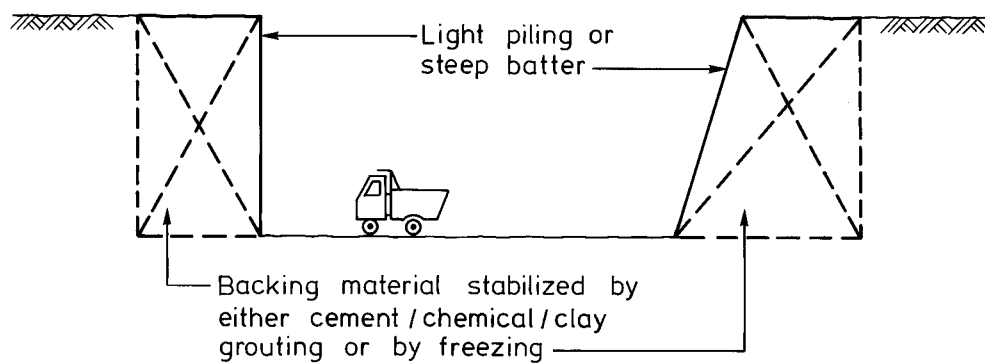 Light piling or
steep batter
Backing material stabilized by
either cement/chemical/clay
grouting or by freezing